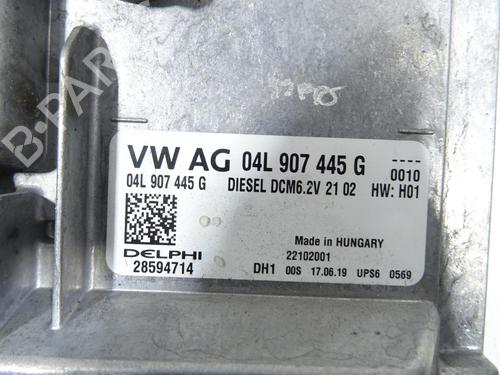 B-PARTS
VW AG 04L 907 445 G ----
0010
04L 907 445 G DIESEL DCM6.2V 21 02 HW: H01
Made in HUNGARY
DELPHI 22102001
28594714 DH1 00S 17.06.19 UPS6 0569